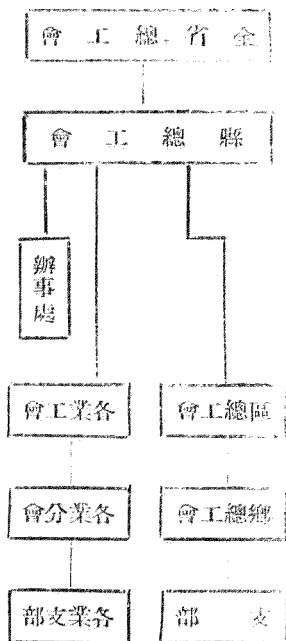 全省總工會
縣總工會
辦事處
各業工會
區總工會
各業分會
鄉總工會
各業支部
支部